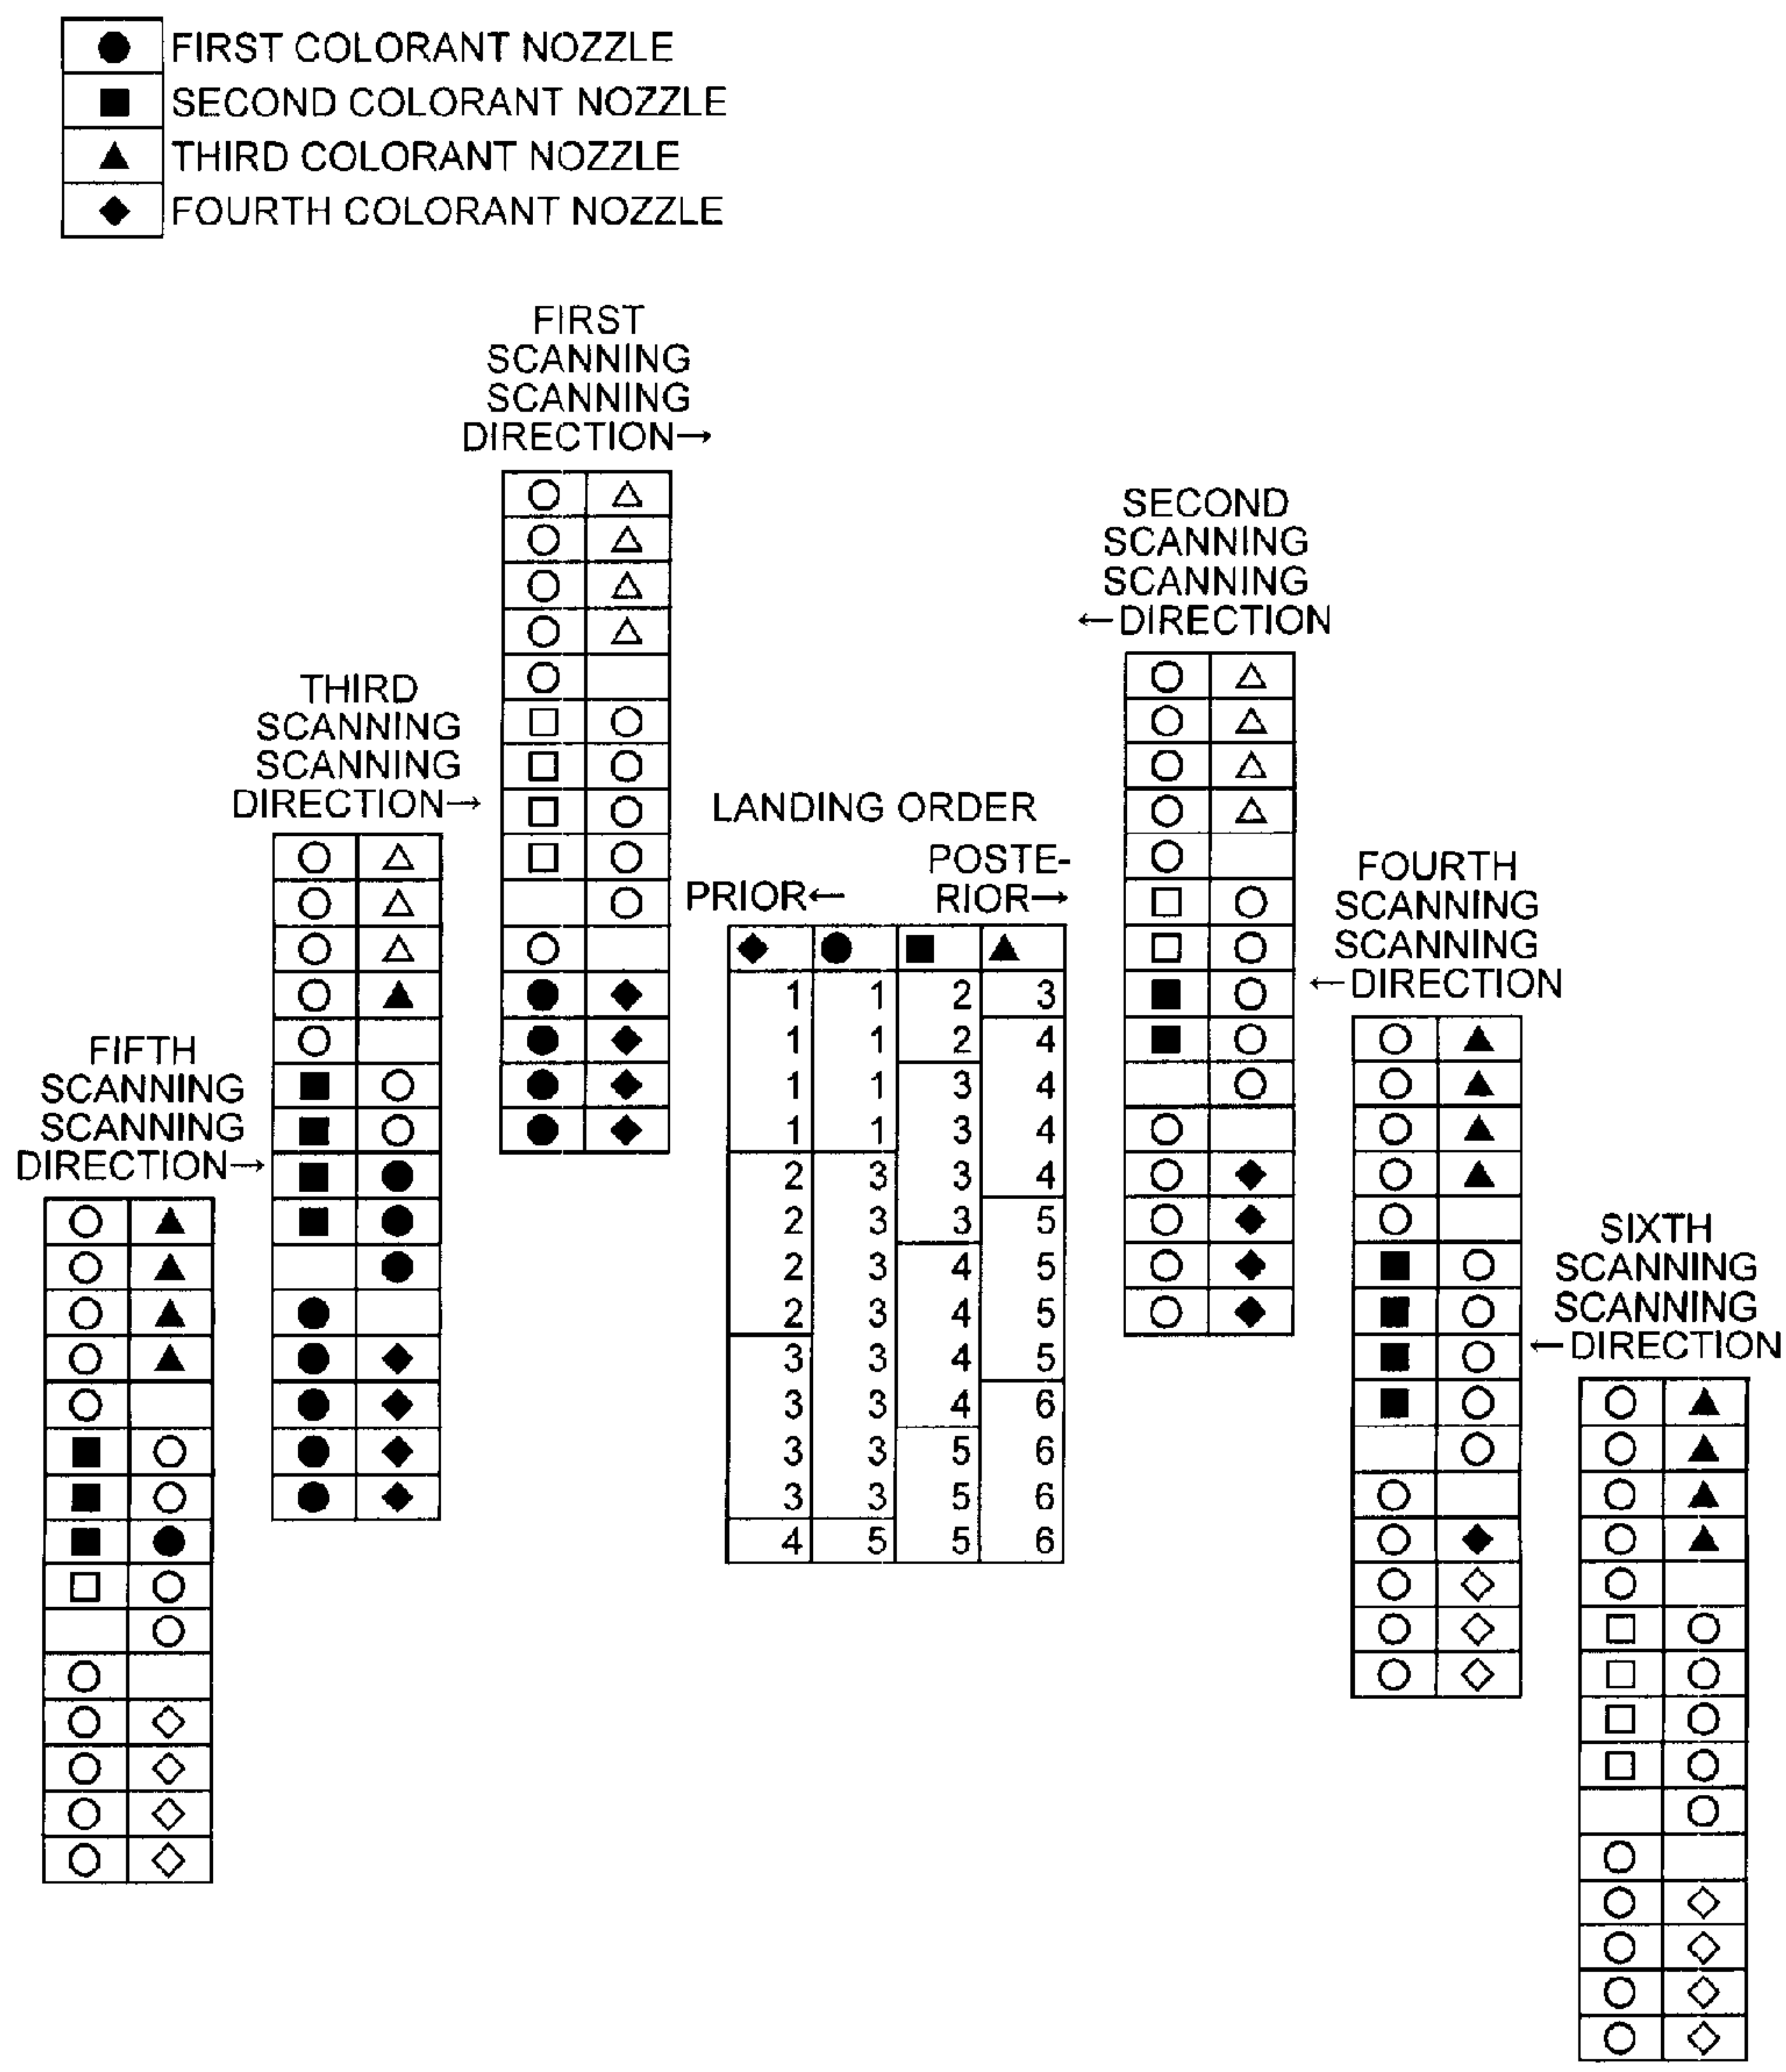 FIRST COLORANT NOZZLE
SECOND COLORANT NOZZLE
THIRD COLORANT NOZZLE
FOURTH COLORANT NOZZLE
FIRST
SCANNING
SCANNING
DIRECTION→
SECOND
SCANNING
SCANNING
←DIRECTION
THIRD
SCANNING
SCANNING
DIRECTION→
LANDING ORDER
PRIOR←
POSTE-
RIOR→
FOURTH
SCANNING
SCANNING
←DIRECTION
FIFTH
SCANNING
SCANNING
DIRECTION→
SIXTH
SCANNING
SCANNING
←DIRECTION
1 1 2 3
1 1 2 4
1 1 3 4
1 1 3 4
2 3 3 4
2 3 3 5
2 3 4 5
2 3 4 5
3 3 4 5
3 3 4 6
3 3 5 6
3 3 5 6
4 5 5 6